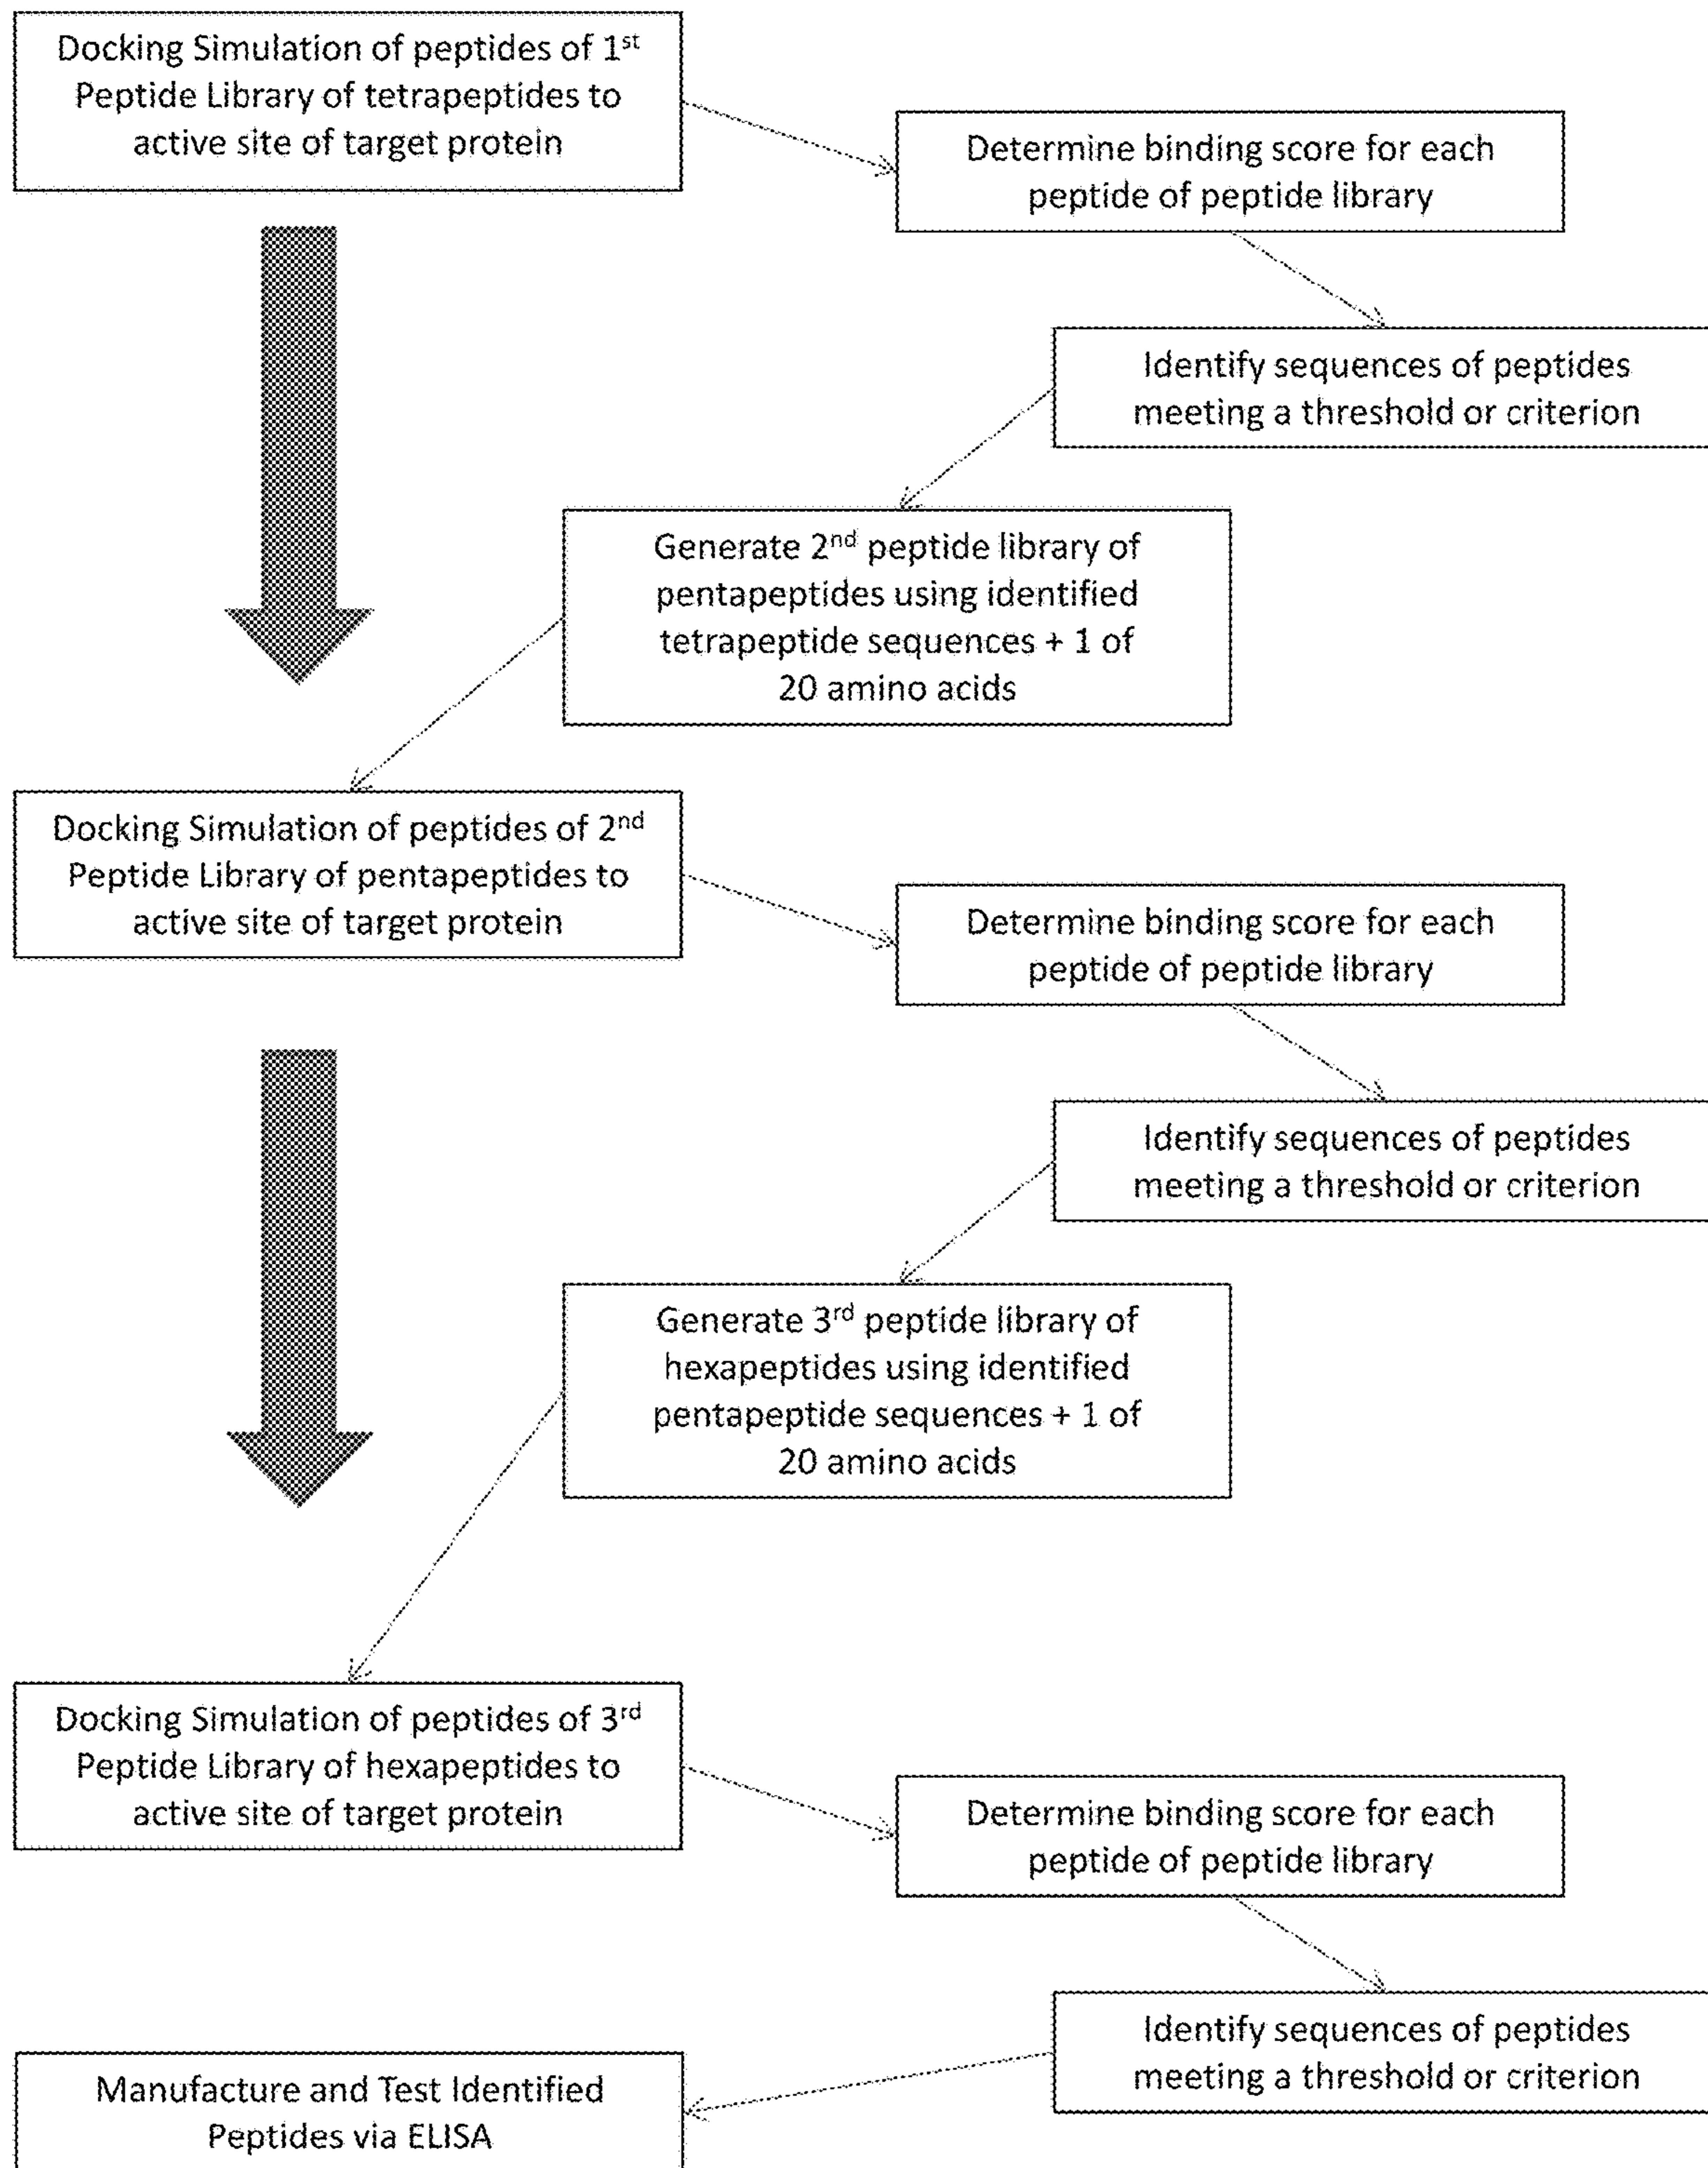 Docking Simulation of peptides of 1st
Peptide Library of tetrapeptides to
active site of target protein
Determine binding score for each
peptide of peptide library
Identify sequences of peptides
meeting a threshold or criterion
Generate 2nd peptide library of
pentapeptides using identified
tetrapeptide sequences + 1 of
20 amino acids
Docking Simulation of peptides of 2nd
Peptide Library of pentapeptides to
active site of target protein
Determine binding score for each
peptide of peptide library
Identify sequences of peptides
meeting a threshold or criterion
Generate 3rd peptide library of
hexapeptides using identified
pentapeptide sequences + 1 of
20 amino acids
Docking Simulation of peptides of 3rd
Peptide Library of hexapeptides to
active site of target protein
Determine binding score for each
peptide of peptide library
Identify sequences of peptides
meeting a threshold or criterion
Manufacture and Test Identified
Peptides via ELISA